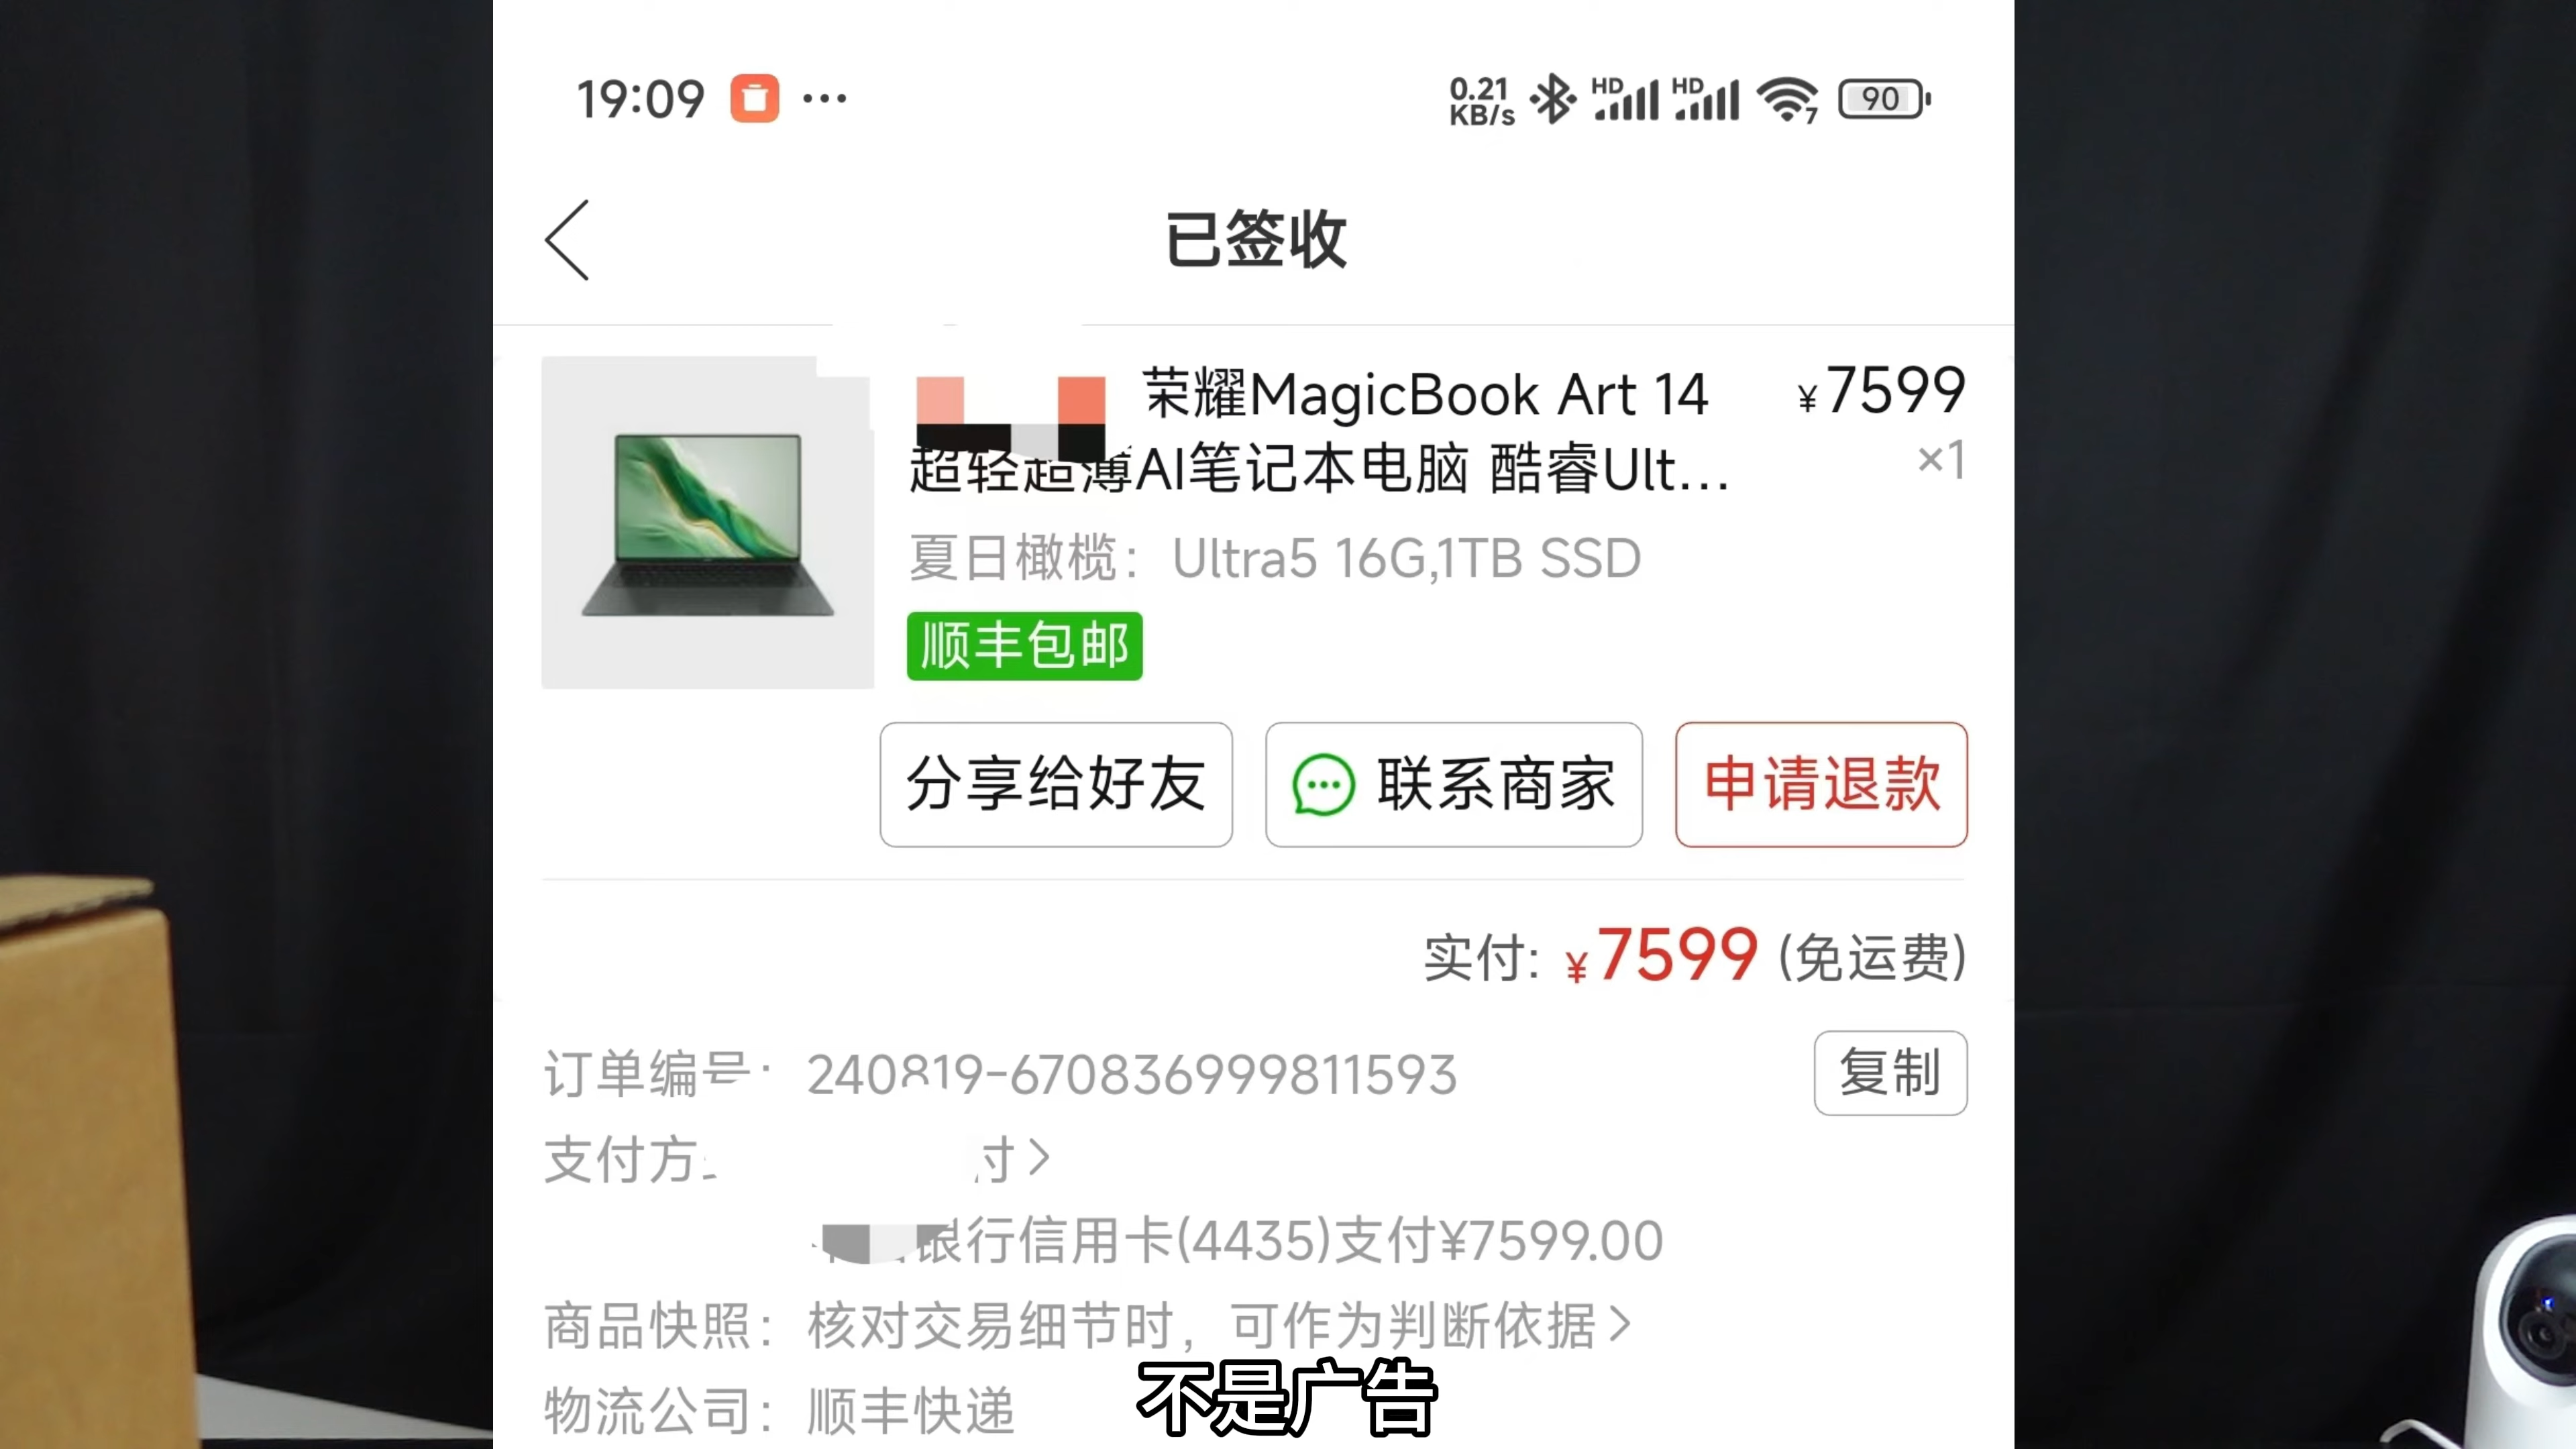 19:09
0.21 KB/s HD HD 7 90
已签收
荣耀MagicBook Art 14 ¥7599
超轻超薄AI笔记本电脑 酷睿Ult... ×1
夏日橄榄：Ultra5 16G,1TB SSD
顺丰包邮
分享给好友 联系商家 申请退款
实付: ¥7599 (免运费)
订单编号: 240819-670836999811593 复制
支付方 付
银行信用卡(4435)支付¥7599.00
商品快照：核对交易细节时，可作为判断依据
物流公司：顺丰快递
不是广告